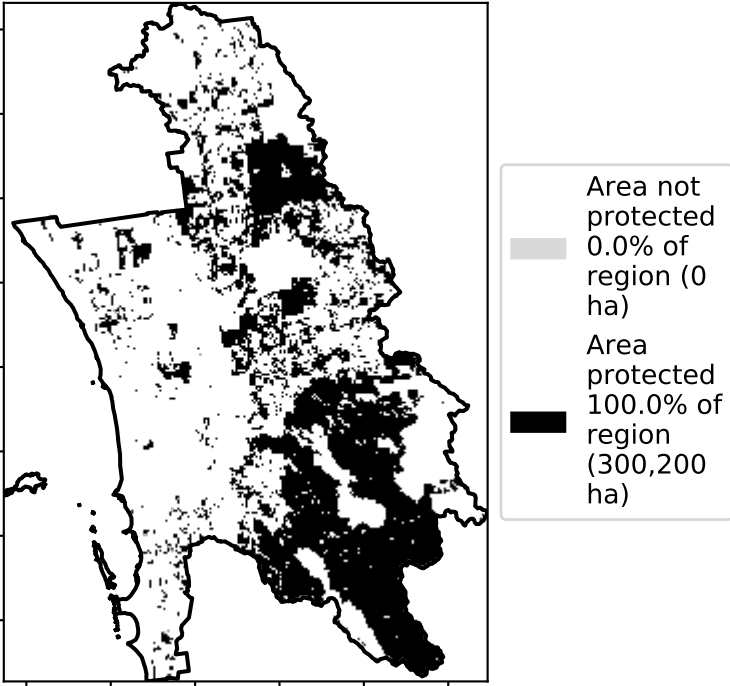 Area not
protected
0.0% of
region (0
ha)
Area
protected
100.0% of
region
(300,200
ha)